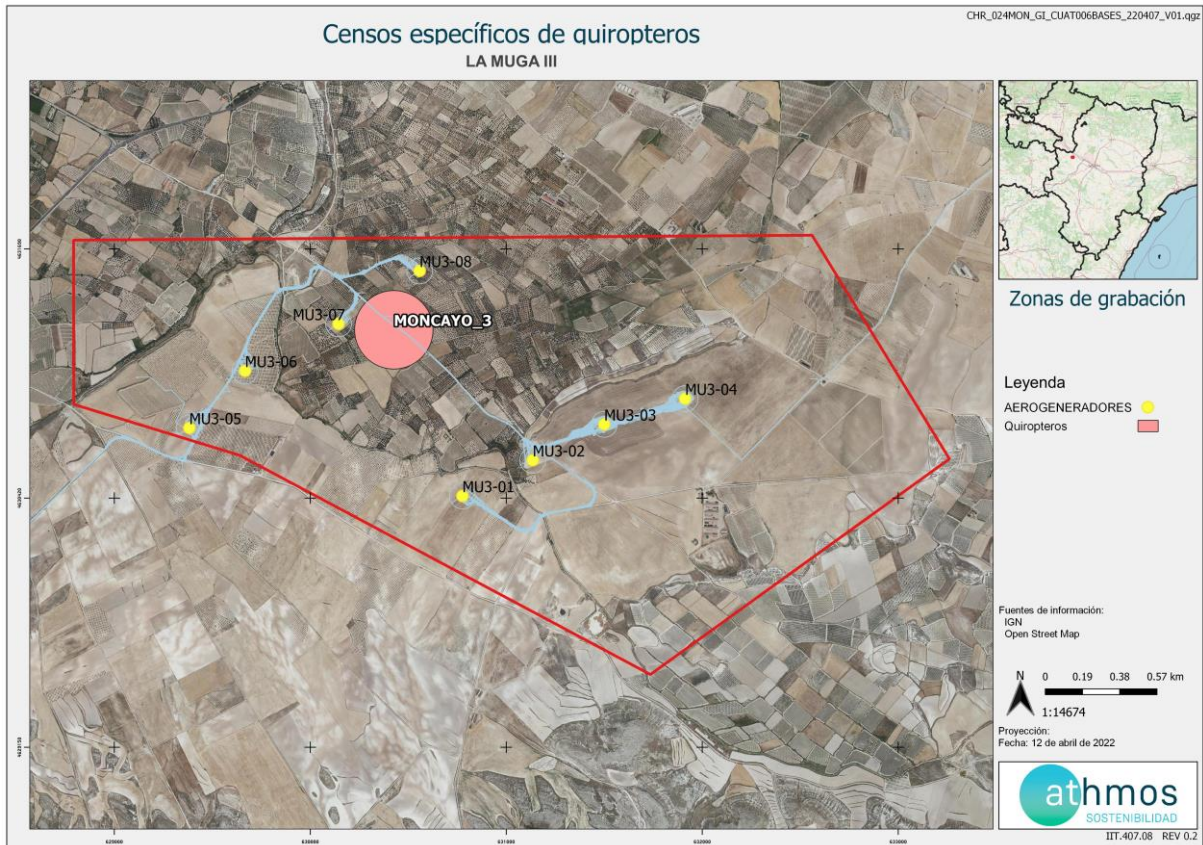 CHR_024MON_GI_CUAT006BASES_220407_V01.qgz
Censos específicos de quiropteros
LA MUGA III
MU3-08
MU3-07
MONCAYO_3
MU3-06
MU3-04
MU3-05
MU3-03
MU3-02
MU3-01
Zonas de grabación
Leyenda
AEROGENERADORES
Quiropteros
Fuentes de información:
IGN
Open Street Map
N 0 0.19 0.38 0.57 km
1:14674
Proyección:
Fecha: 12 de abril de 2022
athmos
SOSTENIBILIDAD
IIT.407.08 REV 0.2